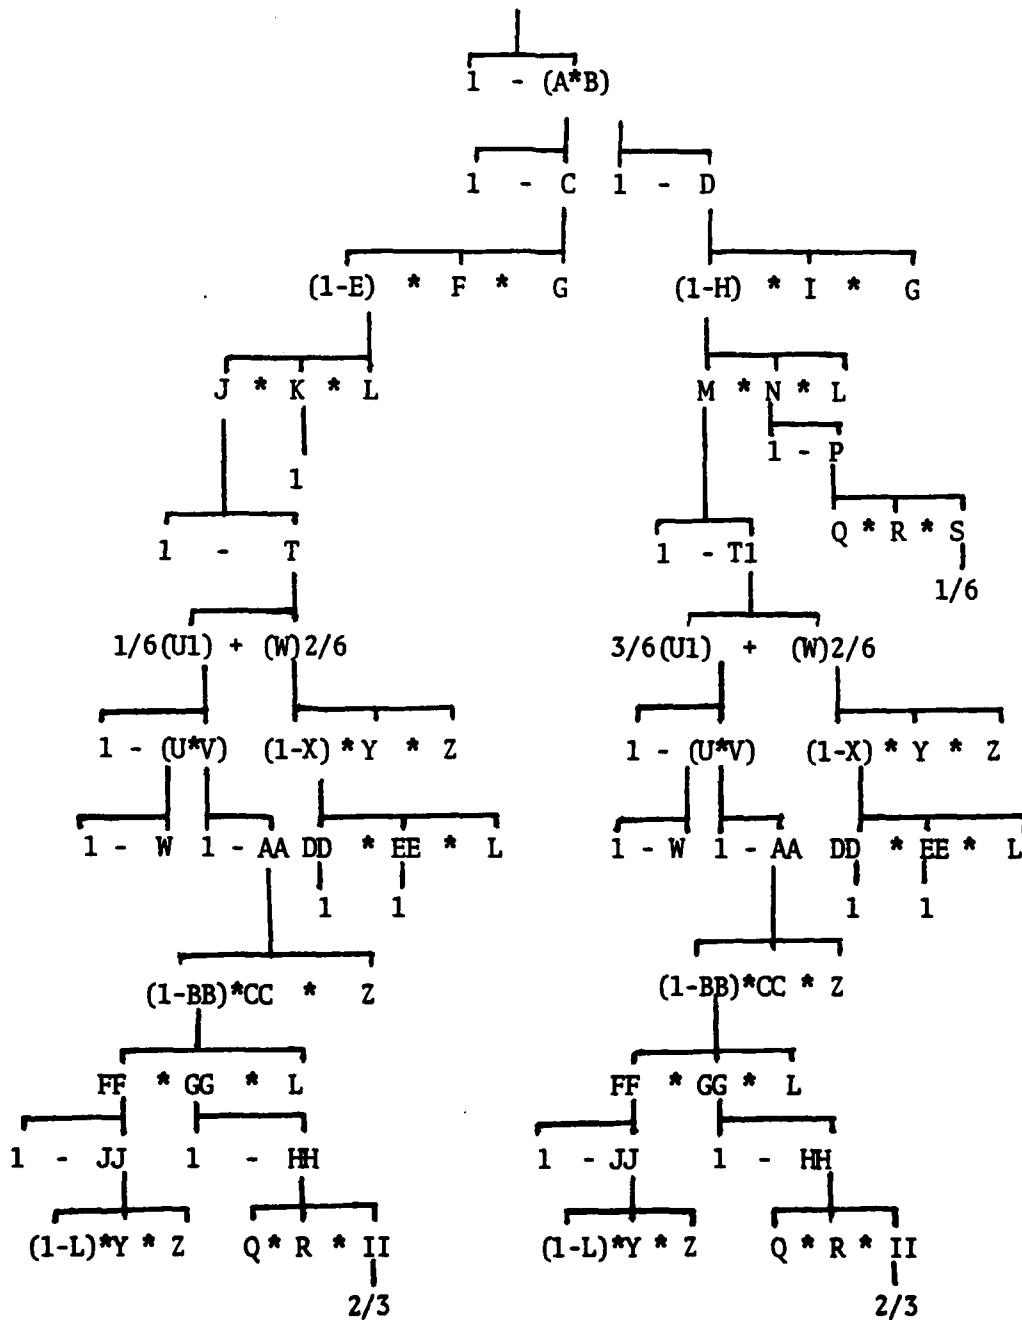 1 - (A*B)
1 - C 1 - D
(1-E) * F * G (1-H) * I * G
J * K * L M * N * L
1 - P
1
Q * R * S
1 - T 1 - T1
1/6
1/6(U1) + (W)2/6 3/6(U1) + (W)2/6
1 - (U*V) (1-X) * Y * Z 1 - (U*V) (1-X) * Y * Z
1 - W 1 - AA DD * EE * L 1 - W 1 - AA DD * EE * L
1 1 1 1
(1-BB)*CC * Z (1-BB)*CC * Z
FF * GG * L FF * GG * L
1 - JJ 1 - HH 1 - JJ 1 - HH
(1-L)*Y * Z Q * R * II (1-L)*Y * Z Q * R * II
2/3 2/3